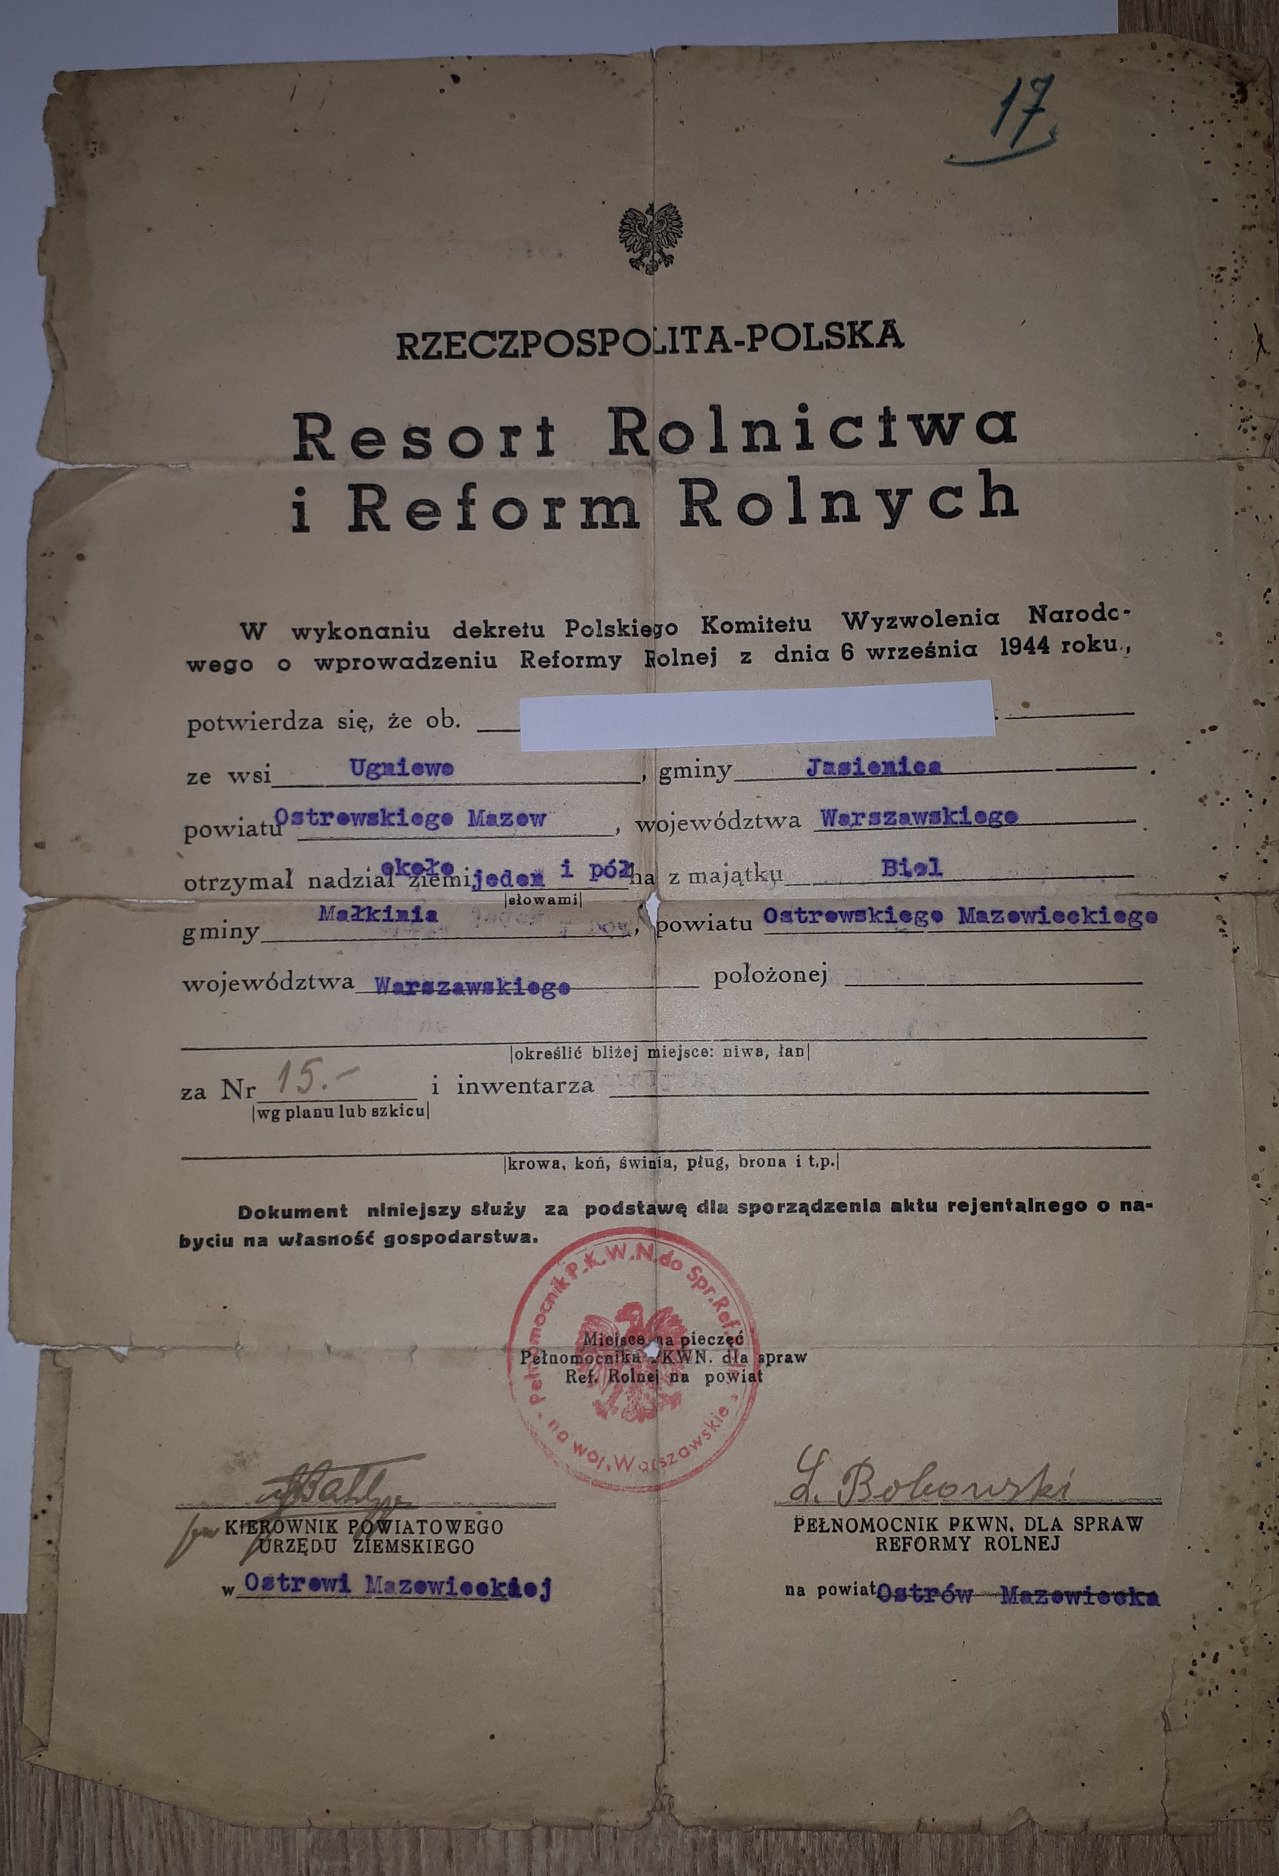 17
RZECZPOSPOLITA-POLSKA
Resort Rolnictwa
i Reform Rolnych
W wykonaniu dekretu Polskiego Komitetu Wyzwolenia Narodo-
wego o wprowadzeniu Reformy Rolnej z dnia 6 września 1944 roku,
potwierdza się, że ob.
ze wsi Ugniewo, gminy Jasienica.
powiatu Ostrowskiego Mazow, województwa Warszawskiego
otrzymał nadział ziemi około jeden i pół ha z majątku Biel
|słowami|
gminy Małkinia, powiatu Ostrowskiego Mazowieckiego
województwa Warszawskiego położonej
|określić bliżej miejsce: niwa, łan|
za Nr 15.- i inwentarza
|wg planu lub szkicu|
|krowa, koń, świnia, pług, brona i t.p.|
Dokument niniejszy służy za podstawę dla sporządzenia aktu rejentalnego o na-
byciu na własność gospodarstwa.
Pełnomocnik P.K.W.N. do Spr. Ref.
na woj. Warszawskie
Miejsce na pieczęć
Pełnomocnika PKWN. dla spraw
Ref. Rolnej na powiat
L. Bobowski
KIEROWNIK POWIATOWEGO
URZĘDU ZIEMSKIEGO
w Ostrowi Mazowieckiej
PEŁNOMOCNIK PKWN. DLA SPRAW
REFORMY ROLNEJ
na powiat Ostrów Mazowiecka